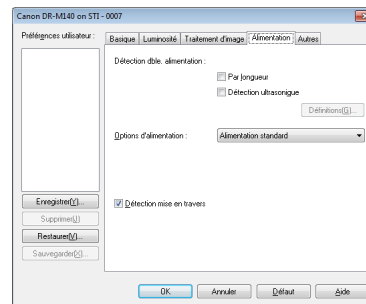 Canon DR-M140 on STI - 0007
Préférences utilisateur :
Basique Luminosité Traitement d'image Alimentation Autres
Détection dble. alimentation :
Par longueur
Détection ultrasonique
Définitions(G)...
Options d'alimentation :
Alimentation standard
Détection mise en travers
Enregistrer(Y)...
Supprimer(J)
Restaurer(V)...
Sauvegarder(X)...
OK Annuler Défaut Aide